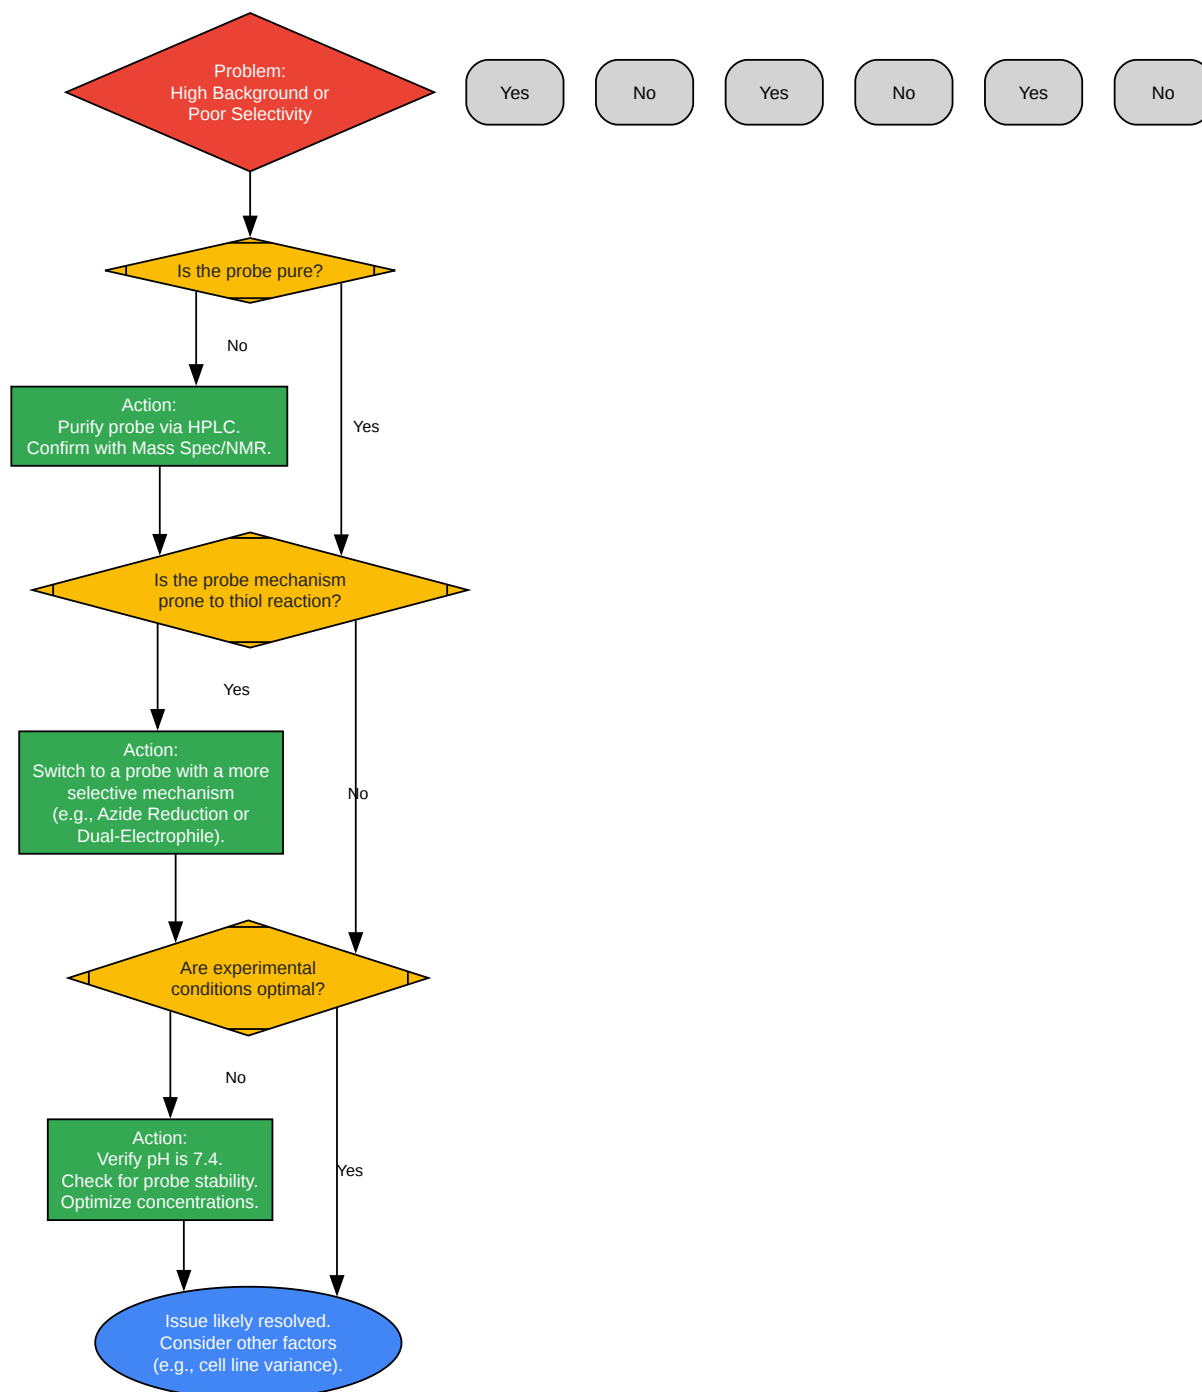 Problem:
High Background or
Poor Selectivity
Yes
No
Yes
No
Yes
No
Is the probe pure?
No
Action:
Purify probe via HPLC.
Confirm with Mass Spec/NMR.
Yes
Is the probe mechanism
prone to thiol reaction?
Yes
Action:
Switch to a probe with a more
selective mechanism
(e.g., Azide Reduction or
Dual-Electrophile).
No
Are experimental
conditions optimal?
No
Action:
Verify pH is 7.4.
Check for probe stability.
Optimize concentrations.
Yes
Issue likely resolved.
Consider other factors
(e.g., cell line variance).